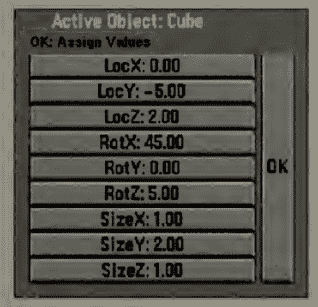 Active Object: Cube
OK: Assign Values
LocX: 0.00
LocY: -5.00
LocZ: 2.00
RotX: 45.00
RotY: 0.00
RotZ: 5.00
SizeX: 1.00
SizeY: 2.00
SizeZ: 1.00
OK